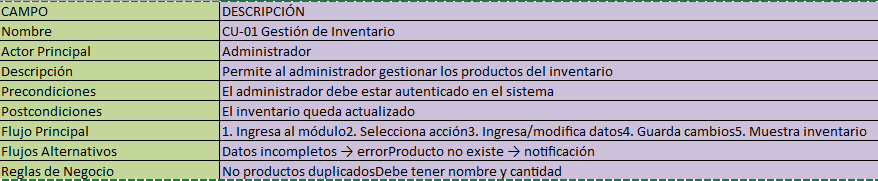 CAMPO DESCRIPCIÓN
Nombre CU-01 Gestión de Inventario
Actor Principal Administrador
Descripción Permite al administrador gestionar los productos del inventario
Precondiciones El administrador debe estar autenticado en el sistema
Postcondiciones El inventario queda actualizado
Flujo Principal 1. Ingresa al módulo2. Selecciona acción3. Ingresa/modifica datos4. Guarda cambios5. Muestra inventario
Flujos Alternativos Datos incompletos → errorProducto no existe → notificación
Reglas de Negocio No productos duplicadosDebe tener nombre y cantidad